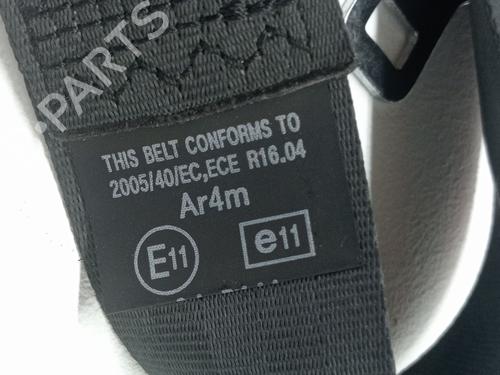 THIS BELT CONFORMS TO
2005/40/EC,ECE R16.04
Ar4m
E11 e11
B-PARTS